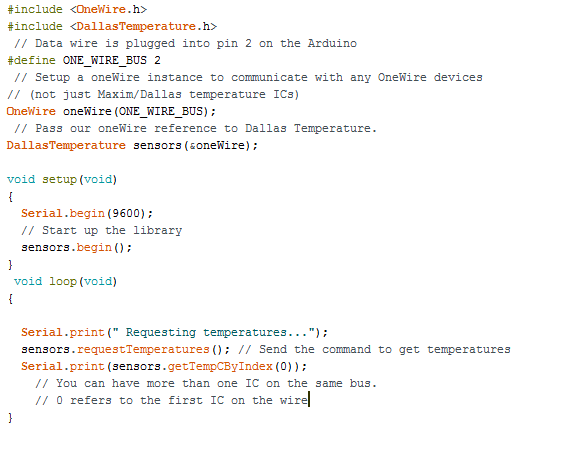 #include <OneWire.h>
#include <DallasTemperature.h>
 // Data wire is plugged into pin 2 on the Arduino
#define ONE_WIRE_BUS 2
 // Setup a oneWire instance to communicate with any OneWire devices
// (not just Maxim/Dallas temperature ICs)
OneWire oneWire(ONE_WIRE_BUS);
 // Pass our oneWire reference to Dallas Temperature.
DallasTemperature sensors(&oneWire);

void setup(void)
{
  Serial.begin(9600);
  // Start up the library
  sensors.begin();
}
 void loop(void)
{

  Serial.print(" Requesting temperatures...");
  sensors.requestTemperatures(); // Send the command to get temperatures
  Serial.print(sensors.getTempCByIndex(0));
    // You can have more than one IC on the same bus.
    // 0 refers to the first IC on the wire
}